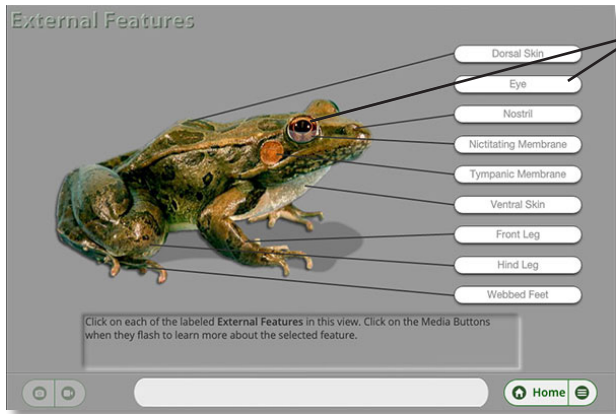 External Features
Dorsal Skin
Eye
Nostril
Nictitating Membrane
Tympanic Membrane
Ventral Skin
Front Leg
Hind Leg
Webbed Feet
Click on each of the labeled External Features in this view. Click on the Media Buttons
when they flash to learn more about the selected feature.
Home